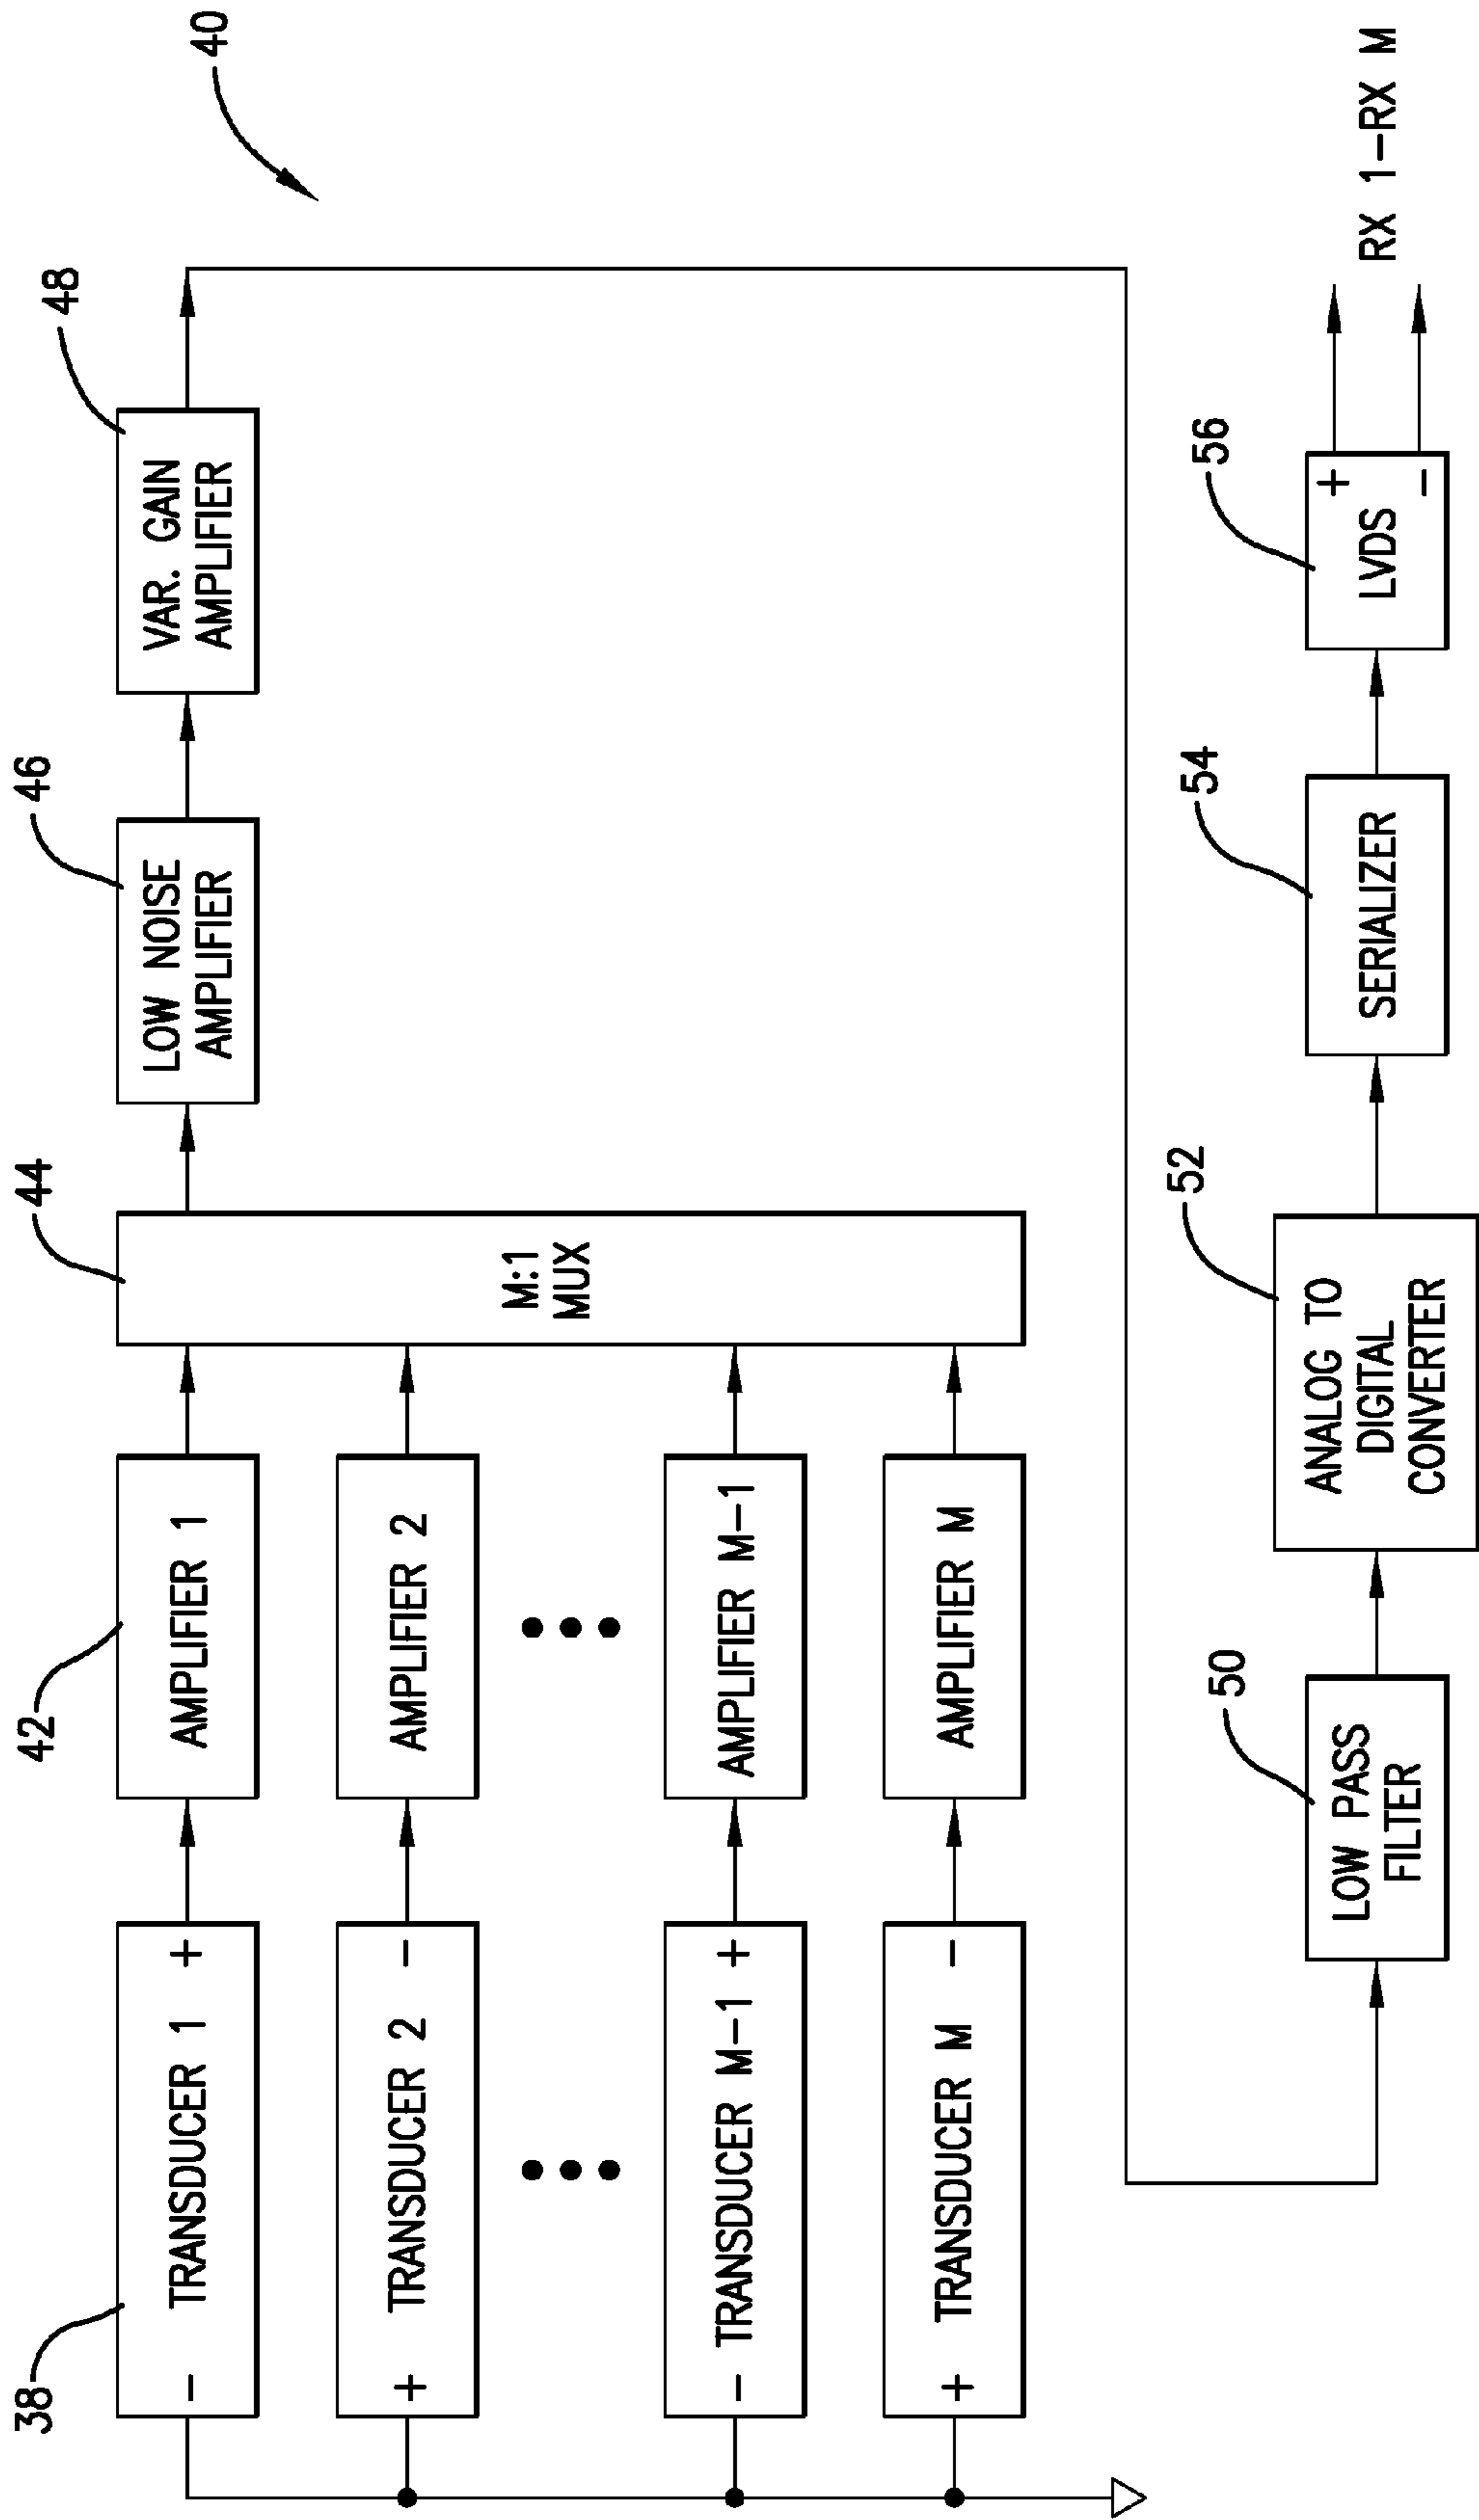 40
38
42
44
46
48
- TRANSDUCER 1 +
AMPLIFIER 1
M:1
MUX
LOW NOISE
AMPLIFIER
VAR. GAIN
AMPLIFIER
+ TRANSDUCER 2 -
AMPLIFIER 2
- TRANSDUCER M-1 +
AMPLIFIER M-1
+ TRANSDUCER M -
AMPLIFIER M
50
52
54
56
LOW PASS
FILTER
ANALOG TO
DIGITAL
CONVERTER
SERIALIZER
LVDS
+
-
RX 1-RX M